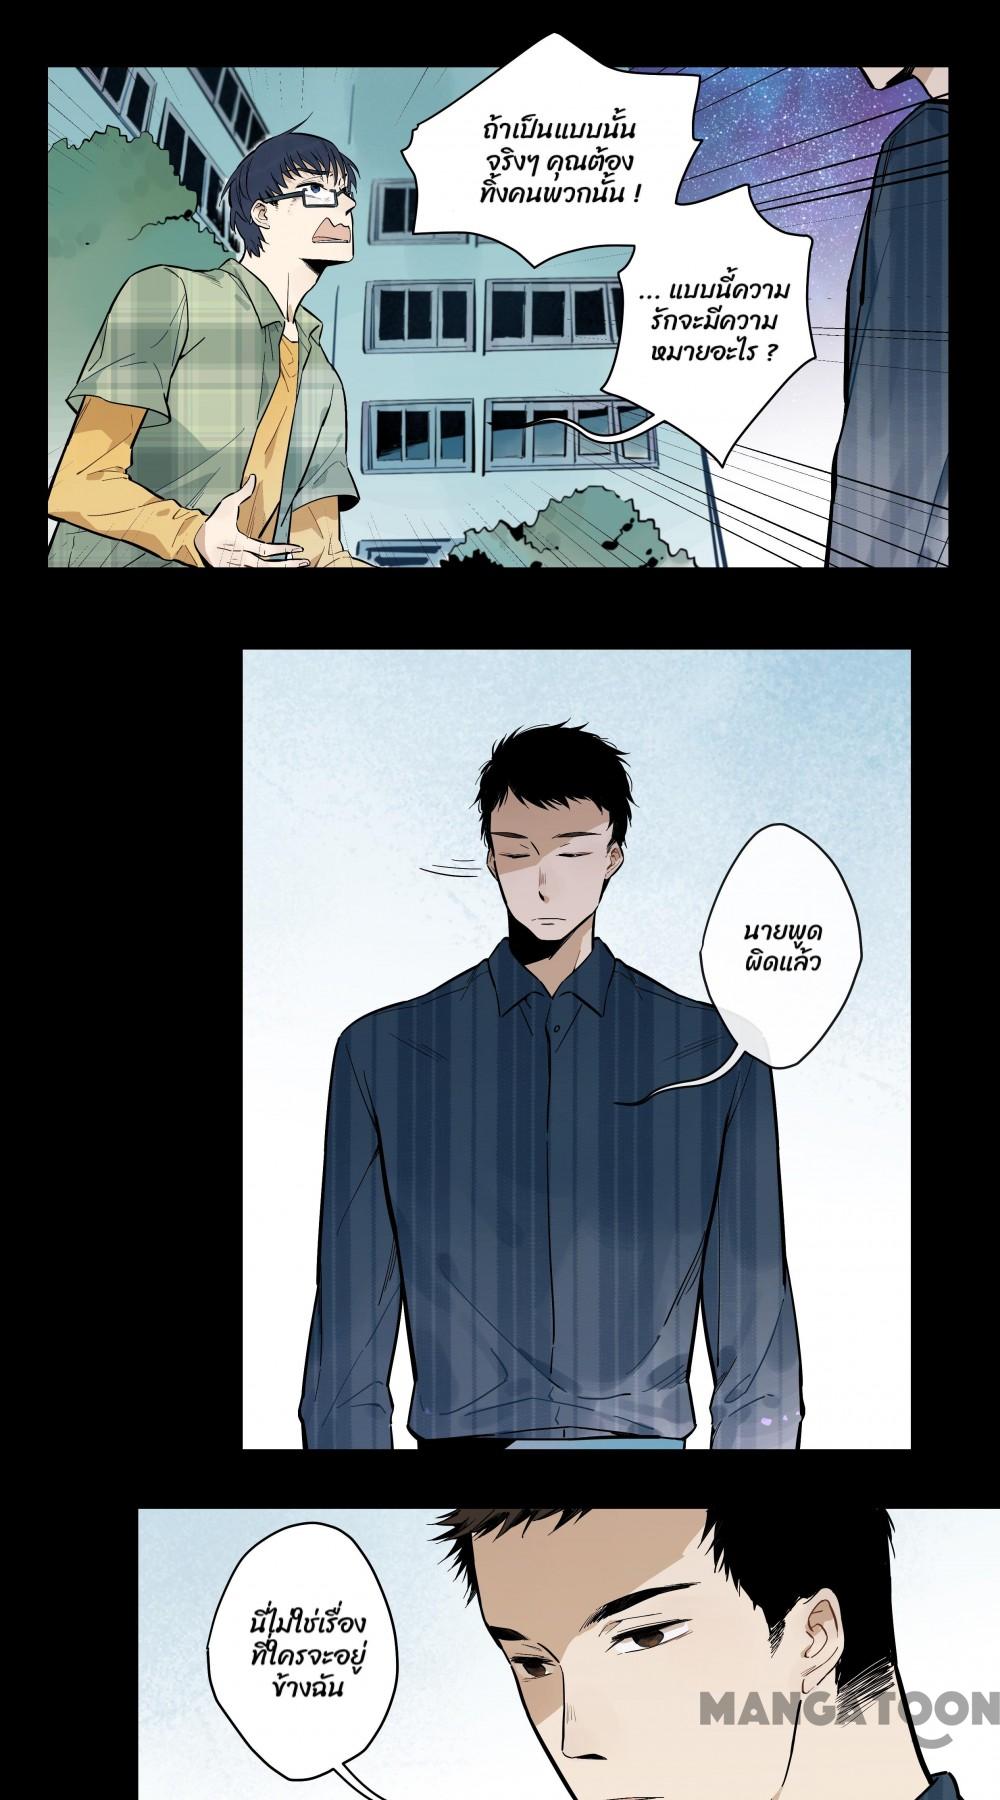 ถ้าเป็นแบบนั้น
จริงๆ คุณต้อง
ทิ้งคนพวกนั้น !
... แบบนี้ความ
รักจะมีความ
หมายอะไร ?
นายพูด
ผิดแล้ว
นี่ไม่ใช่เรื่อง
ที่ใครจะอยู่
ข้างฉัน
MANGATOON